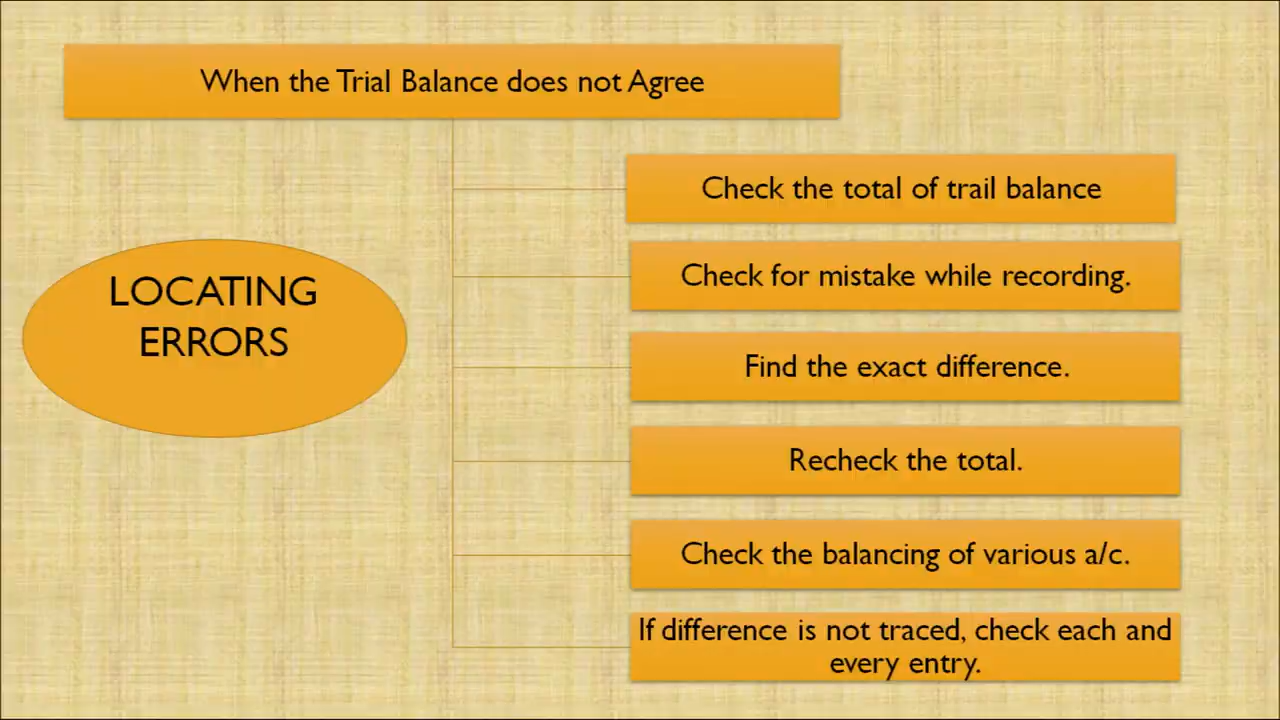 When the Trial Balance does not Agree
LOCATING
ERRORS
Check the total of trail balance
Check for mistake while recording.
Find the exact difference.
Recheck the total.
Check the balancing of various a/c.
If difference is not traced, check each and
every entry.